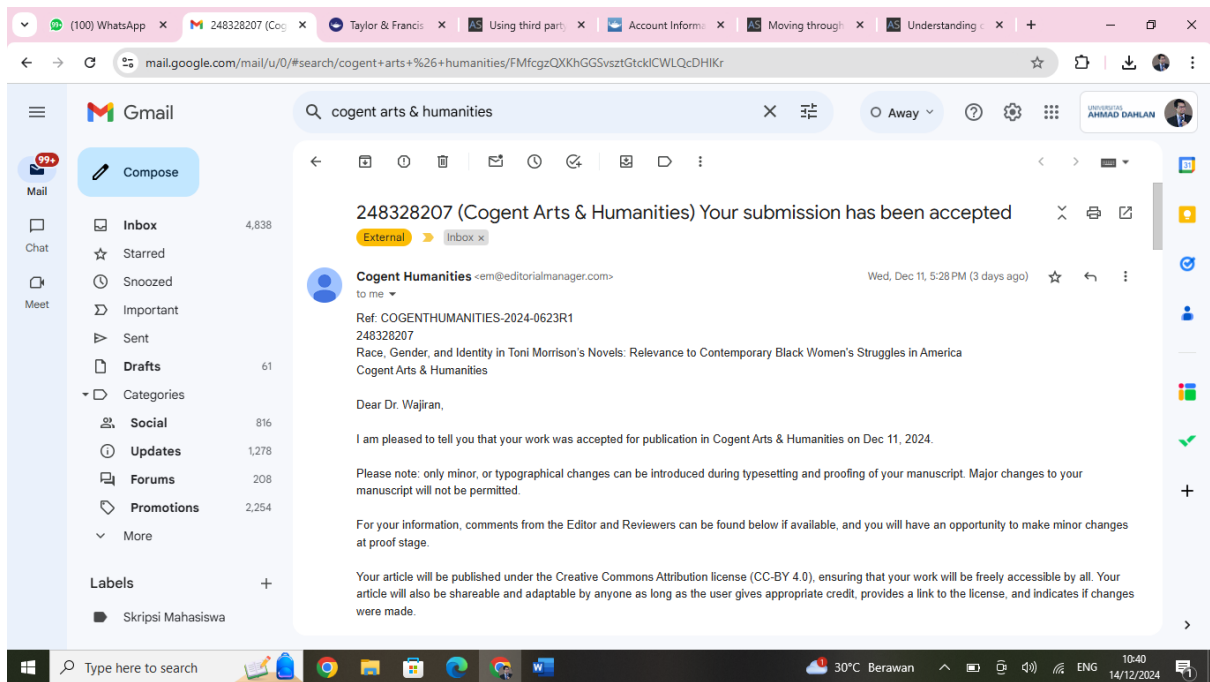 (100) WhatsApp
248328207 (Cog
Taylor & Francis
Using third part
Account Inform
Moving through
Understanding
mail.google.com/mail/u/0/#search/cogent+arts+%26+humanities/FMfcgzQXKhGGSvsztGtcklCWLQcDHIKr
Gmail
cogent arts & humanities
Away
UNIVERSITAS
AHMAD DAHLAN
99+
Mail
Chat
Meet
Compose
Inbox 4,838
Starred
Snoozed
Important
Sent
Drafts 61
Categories
Social 816
Updates 1,278
Forums 208
Promotions 2,254
More
Labels
Skripsi Mahasiswa
31
248328207 (Cogent Arts & Humanities) Your submission has been accepted
External Inbox x
Cogent Humanities <em@editorialmanager.com> Wed, Dec 11, 5:28 PM (3 days ago)
to me
Ref: COGENTHUMANITIES-2024-0623R1
248328207
Race, Gender, and Identity in Toni Morrison's Novels: Relevance to Contemporary Black Women's Struggles in America
Cogent Arts & Humanities
Dear Dr. Wajiran,
I am pleased to tell you that your work was accepted for publication in Cogent Arts & Humanities on Dec 11, 2024.
Please note: only minor, or typographical changes can be introduced during typesetting and proofing of your manuscript. Major changes to your
manuscript will not be permitted.
For your information, comments from the Editor and Reviewers can be found below if available, and you will have an opportunity to make minor changes
at proof stage.
Your article will be published under the Creative Commons Attribution license (CC-BY 4.0), ensuring that your work will be freely accessible by all. Your
article will also be shareable and adaptable by anyone as long as the user gives appropriate credit, provides a link to the license, and indicates if changes
were made.
Type here to search
30°C Berawan
ENG
10:40
14/12/2024